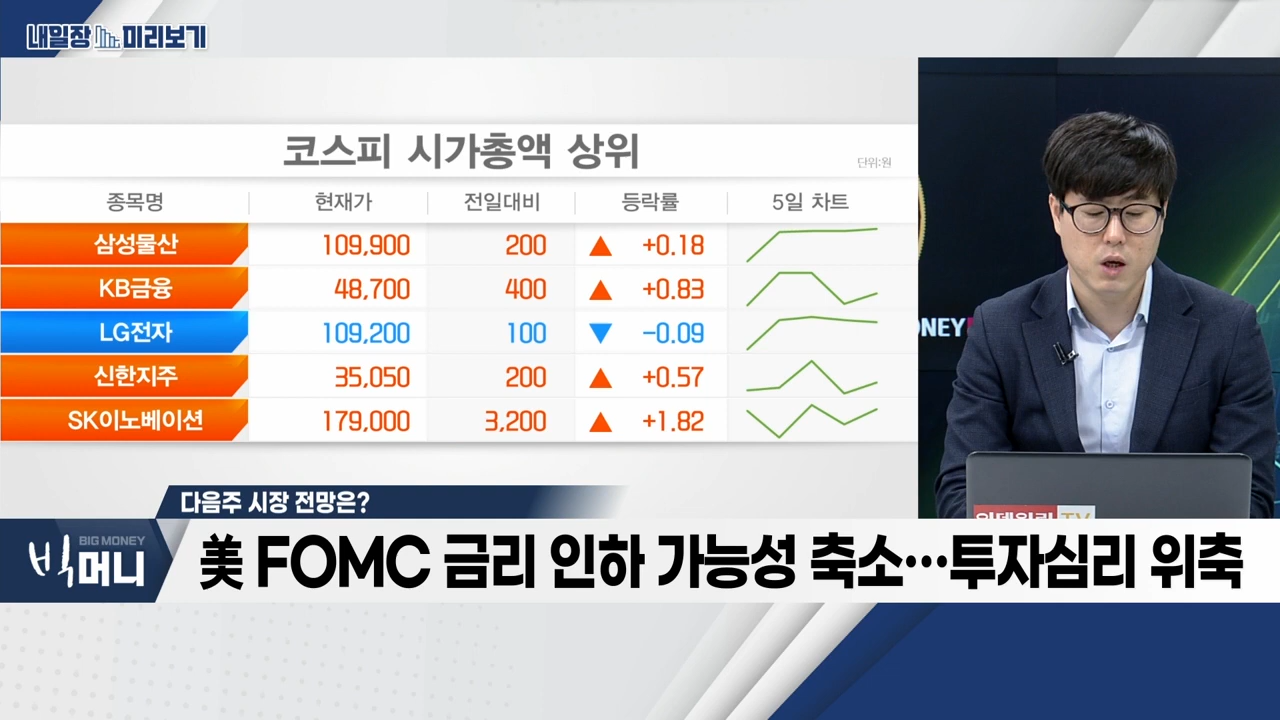 내일장 미리보기
코스피 시가총액 상위
단위:원
종목명 현재가 전일대비 등락률 5일 차트
삼성물산 109,900 200 ▲ +0.18
KB금융 48,700 400 ▲ +0.83
LG전자 109,200 100 ▼ -0.09
신한지주 35,050 200 ▲ +0.57
SK이노베이션 179,000 3,200 ▲ +1.82
ONEY
이데일리 TV
다음주 시장 전망은?
BIG MONEY
빅머니
美 FOMC 금리 인하 가능성 축소…투자심리 위축